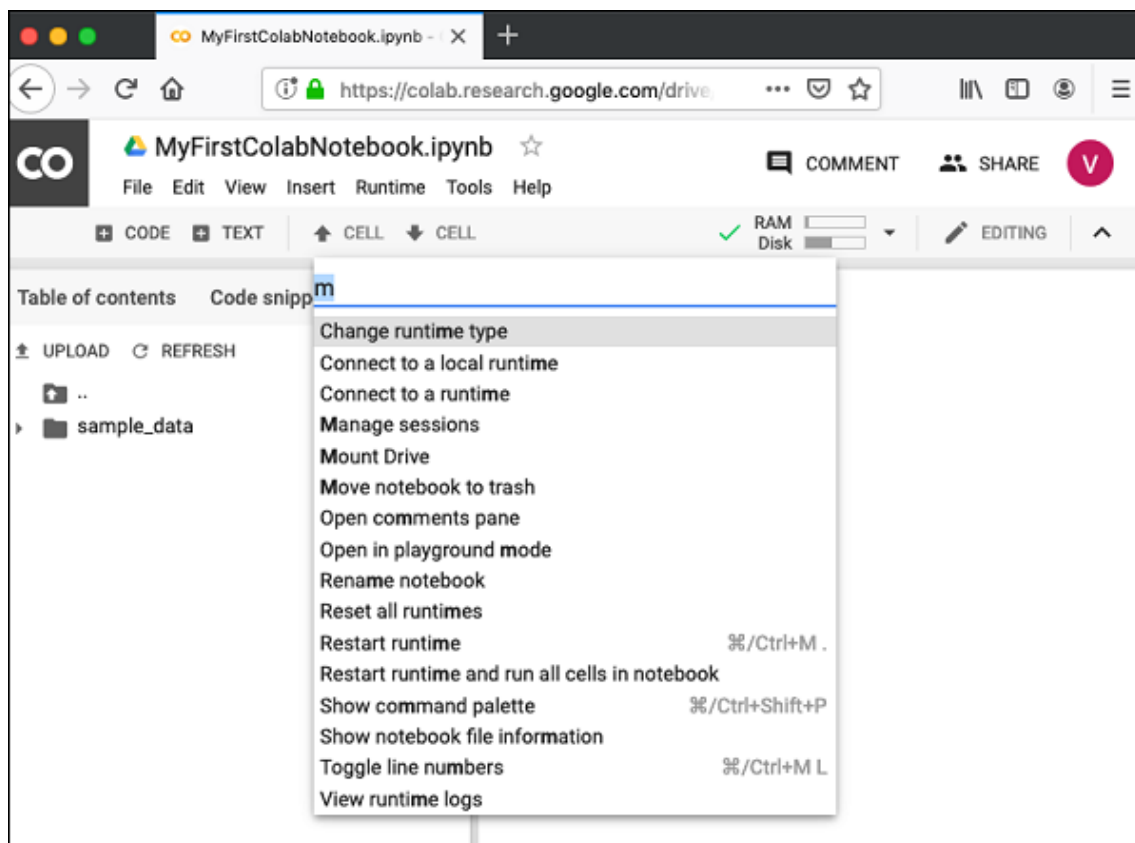 MyFirstColabNotebook.ipynb - (
https://colab.research.google.com/drive
CO
MyFirstColabNotebook.ipynb
COMMENT SHARE V
File Edit View Insert Runtime Tools Help
CODE TEXT CELL CELL
RAM
Disk
EDITING
Table of contents Code snipp
UPLOAD REFRESH
..
sample_data
m
Change runtime type
Connect to a local runtime
Connect to a runtime
Manage sessions
Mount Drive
Move notebook to trash
Open comments pane
Open in playground mode
Rename notebook
Reset all runtimes
Restart runtime ⌘/Ctrl+M .
Restart runtime and run all cells in notebook
Show command palette ⌘/Ctrl+Shift+P
Show notebook file information
Toggle line numbers ⌘/Ctrl+M L
View runtime logs